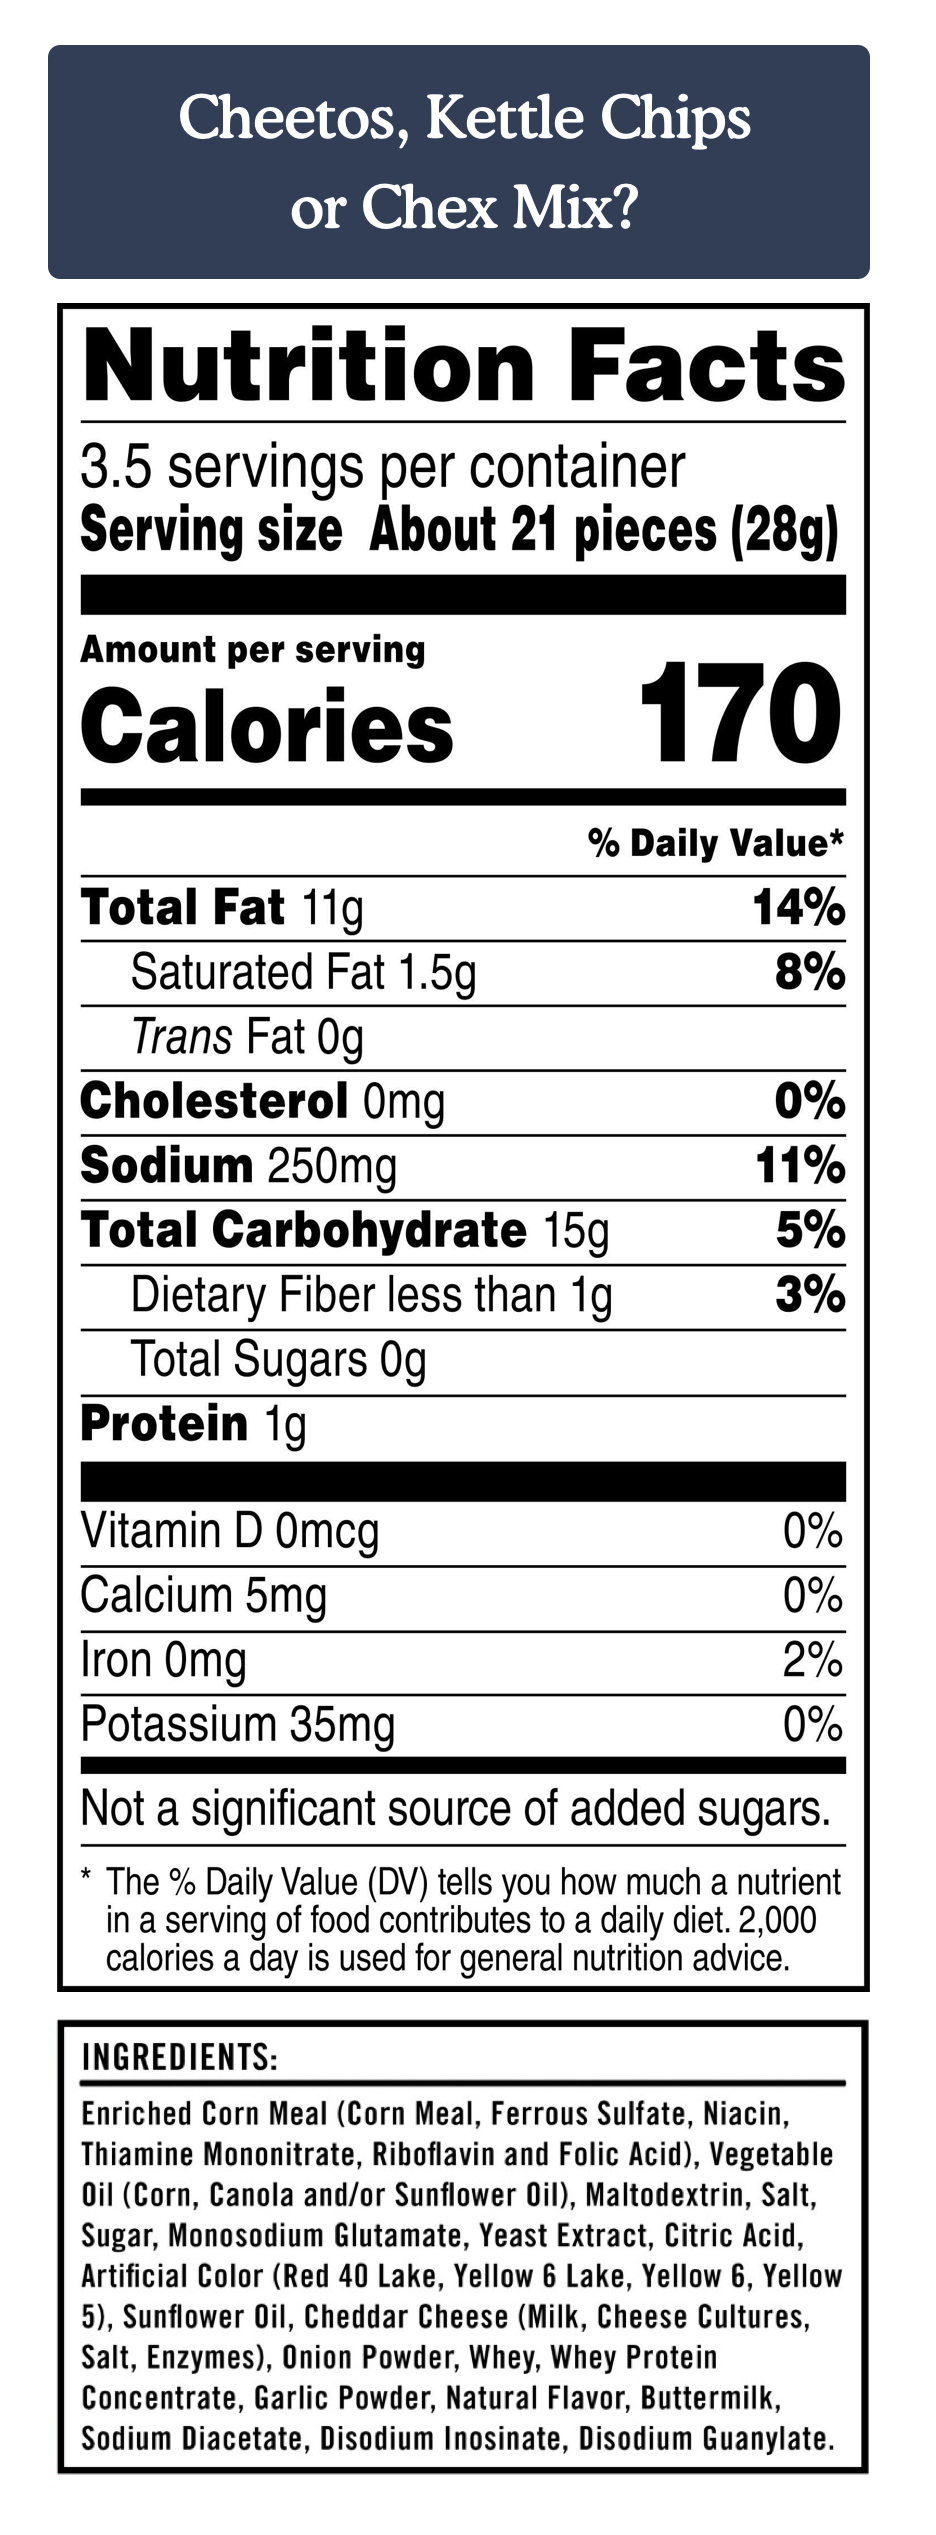 Cheetos, Kettle Chips
or Chex Mix?
Nutrition Facts
3.5 servings per container
Serving size About 21 pieces (28g)
Amount per serving
Calories 170
% Daily Value*
Total Fat 11g 14%
Saturated Fat 1.5g 8%
Trans Fat 0g
Cholesterol 0mg 0%
Sodium 250mg 11%
Total Carbohydrate 15g 5%
Dietary Fiber less than 1g 3%
Total Sugars 0g
Protein 1g
Vitamin D 0mcg 0%
Calcium 5mg 0%
Iron 0mg 2%
Potassium 35mg 0%
Not a significant source of added sugars.
* The % Daily Value (DV) tells you how much a nutrient
in a serving of food contributes to a daily diet. 2,000
calories a day is used for general nutrition advice.
INGREDIENTS:
Enriched Corn Meal (Corn Meal, Ferrous Sulfate, Niacin,
Thiamine Mononitrate, Riboflavin and Folic Acid), Vegetable
Oil (Corn, Canola and/or Sunflower Oil), Maltodextrin, Salt,
Sugar, Monosodium Glutamate, Yeast Extract, Citric Acid,
Artificial Color (Red 40 Lake, Yellow 6 Lake, Yellow 6, Yellow
5), Sunflower Oil, Cheddar Cheese (Milk, Cheese Cultures,
Salt, Enzymes), Onion Powder, Whey, Whey Protein
Concentrate, Garlic Powder, Natural Flavor, Buttermilk,
Sodium Diacetate, Disodium Inosinate, Disodium Guanylate.